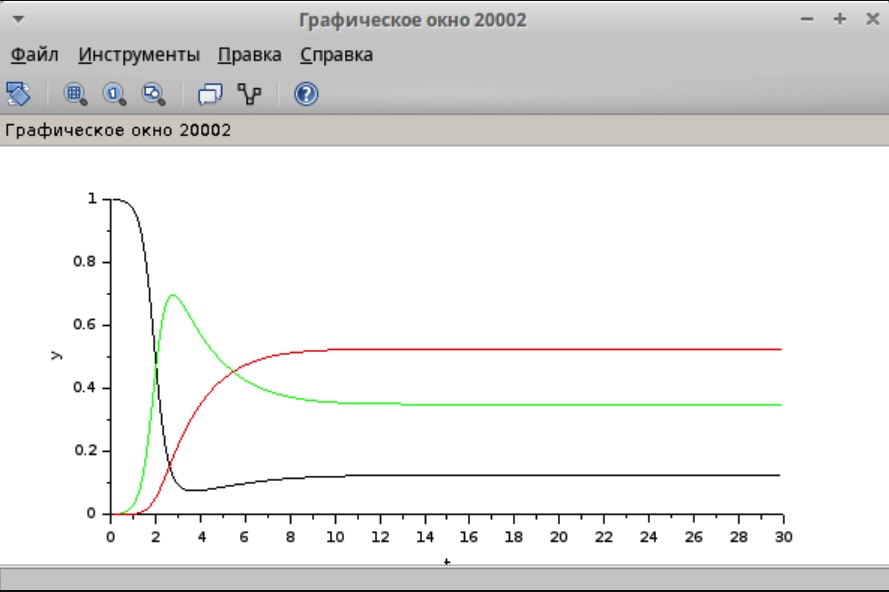 Графическое окно 20002
Файл Инструменты Правка Справка
Графическое окно 20002
1
0.8
0.6
y
0.4
0.2
0
0 2 4 6 8 10 12 14 16 18 20 22 24 26 28 30